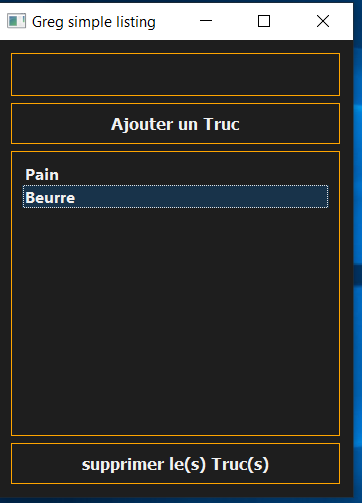 Greg simple listing
Ajouter un Truc
Pain
Beurre
supprimer le(s) Truc(s)